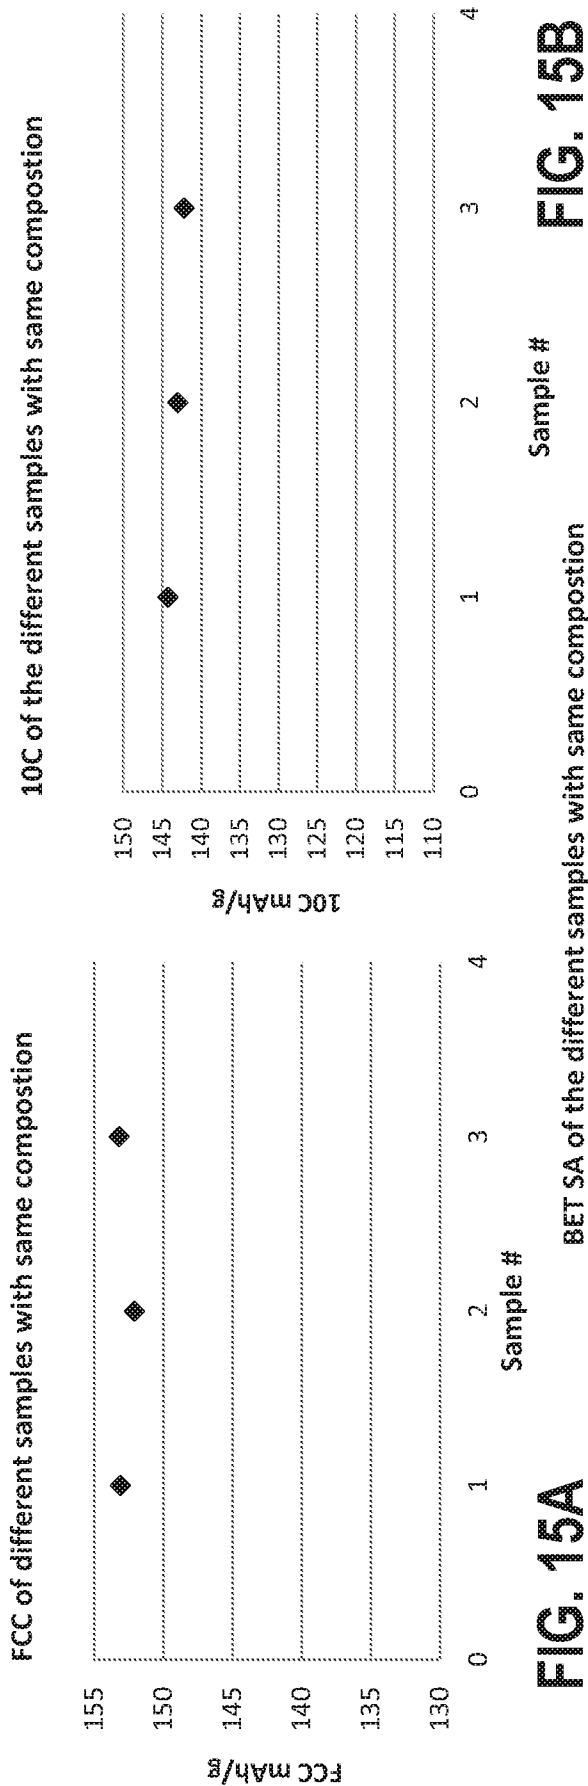 FCC of different samples with same compostion
155
150
145
140
135
130
FCC mAh/g
0 1 2 3 4
Sample #
FIG. 15A
10C of the different samples with same compostion
150
145
140
135
130
125
120
115
110
10C mAh/g
0 1 2 3 4
Sample #
FIG. 15B
BET SA of the different samples with same compostion